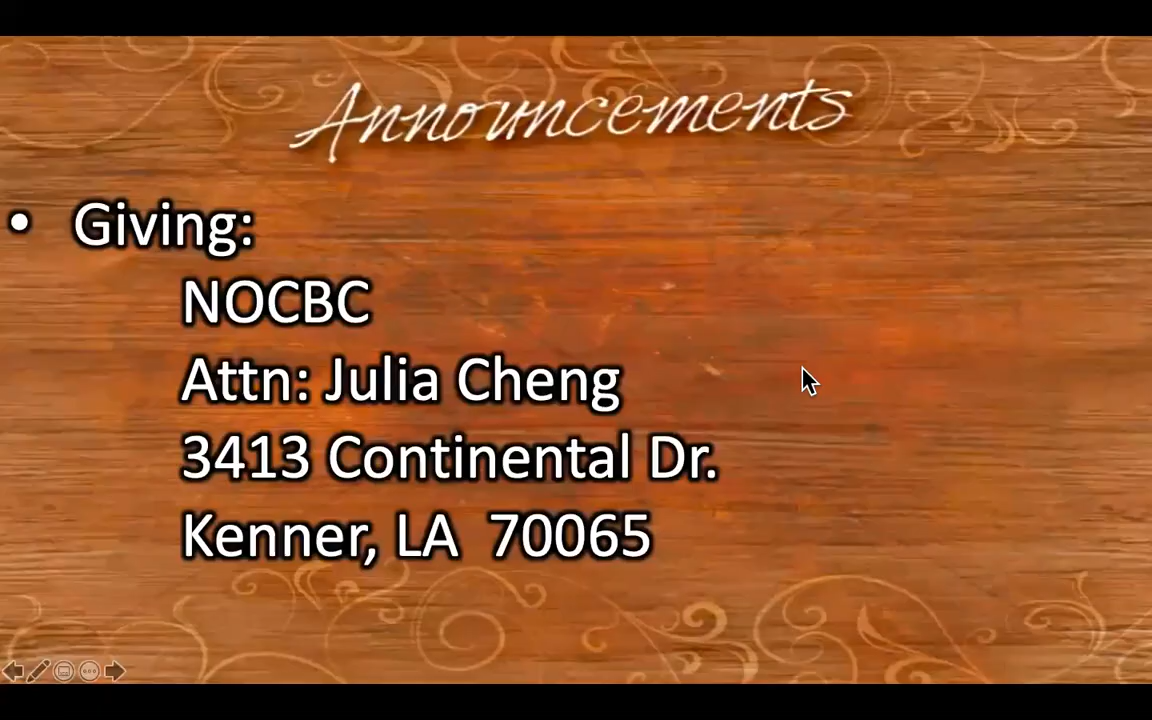 Announcements
• Giving:
NOCBC
Attn: Julia Cheng
3413 Continental Dr.
Kenner, LA  70065